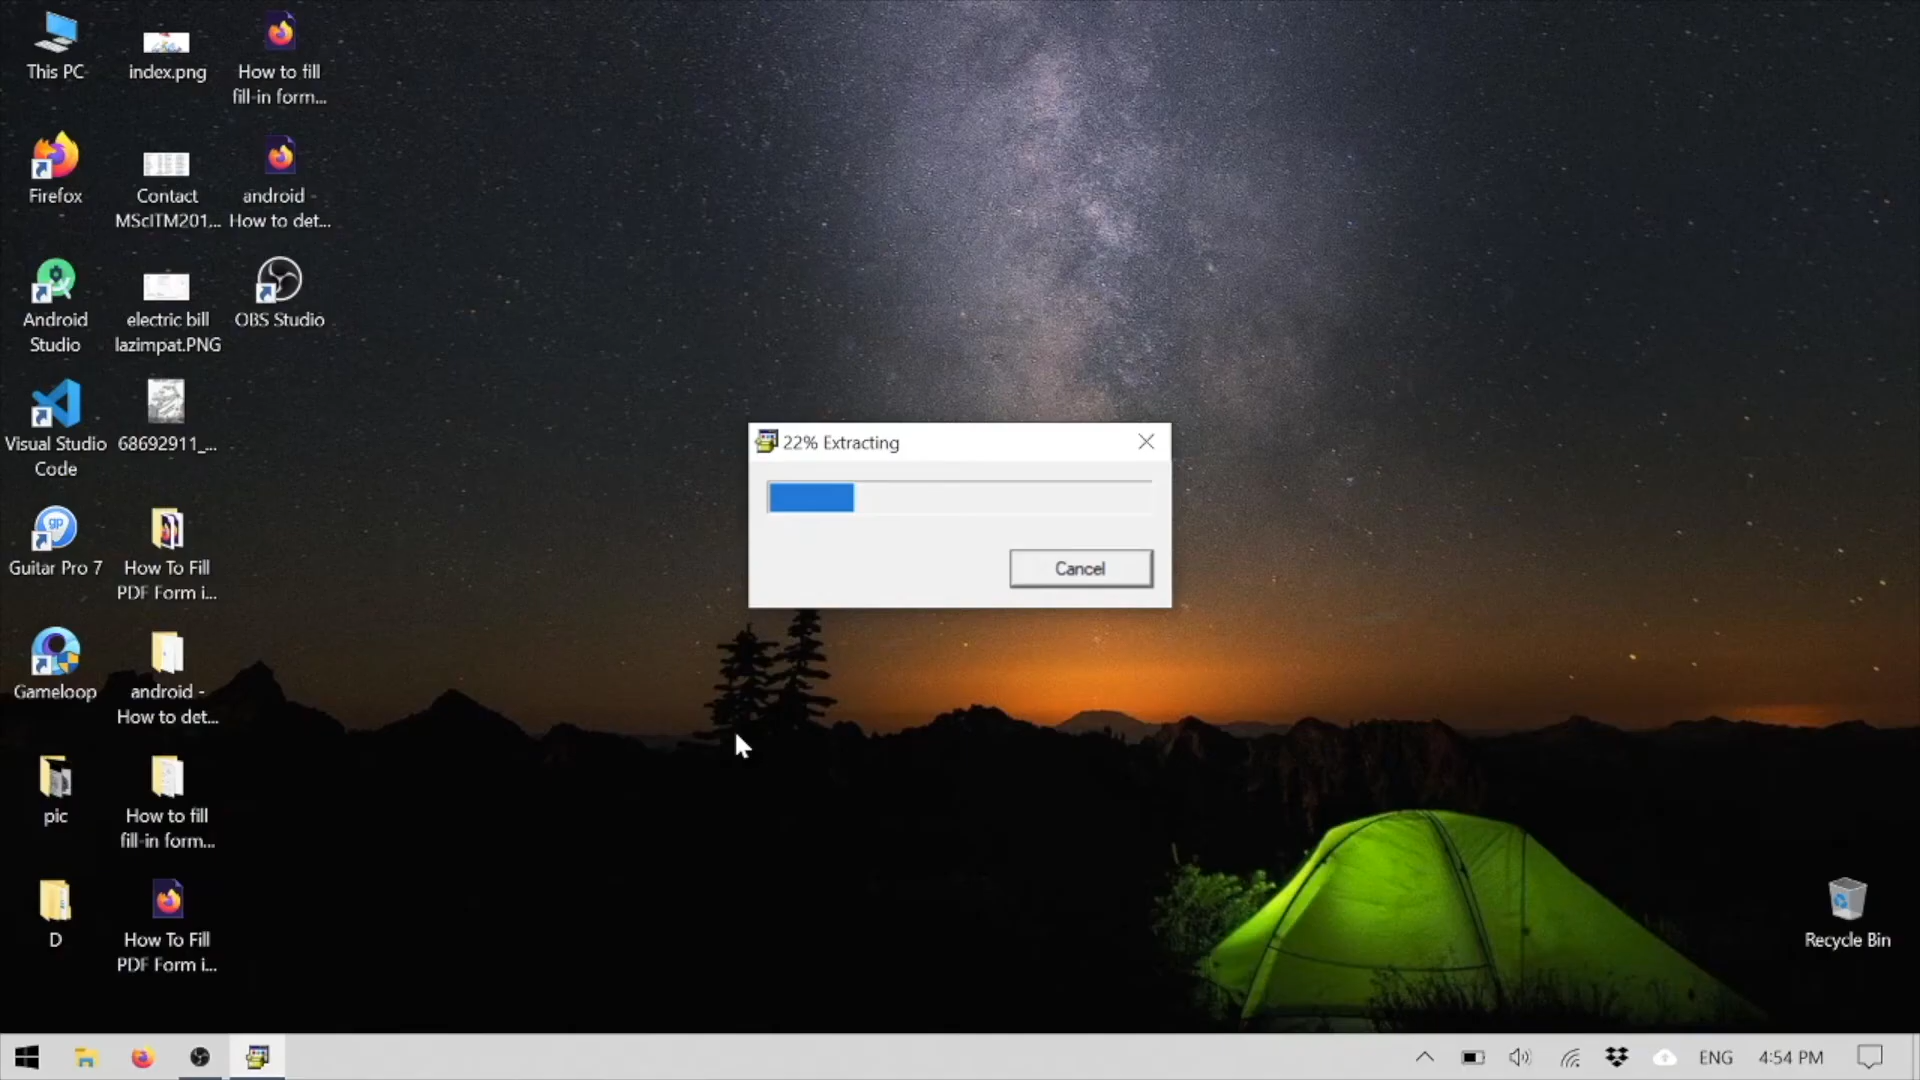 This PC
index.png
How to fill
fill-in form...
Firefox
Contact
MScITM201...
android -
How to det...
Android
Studio
electric bill
lazimpat.PNG
OBS Studio
Visual Studio
Code
68692911_...
Guitar Pro 7
How To Fill
PDF Form i...
Gameloop
android -
How to det...
pic
How to fill
fill-in form...
D
How To Fill
PDF Form i...
22% Extracting
Cancel
Recycle Bin
ENG
4:54 PM